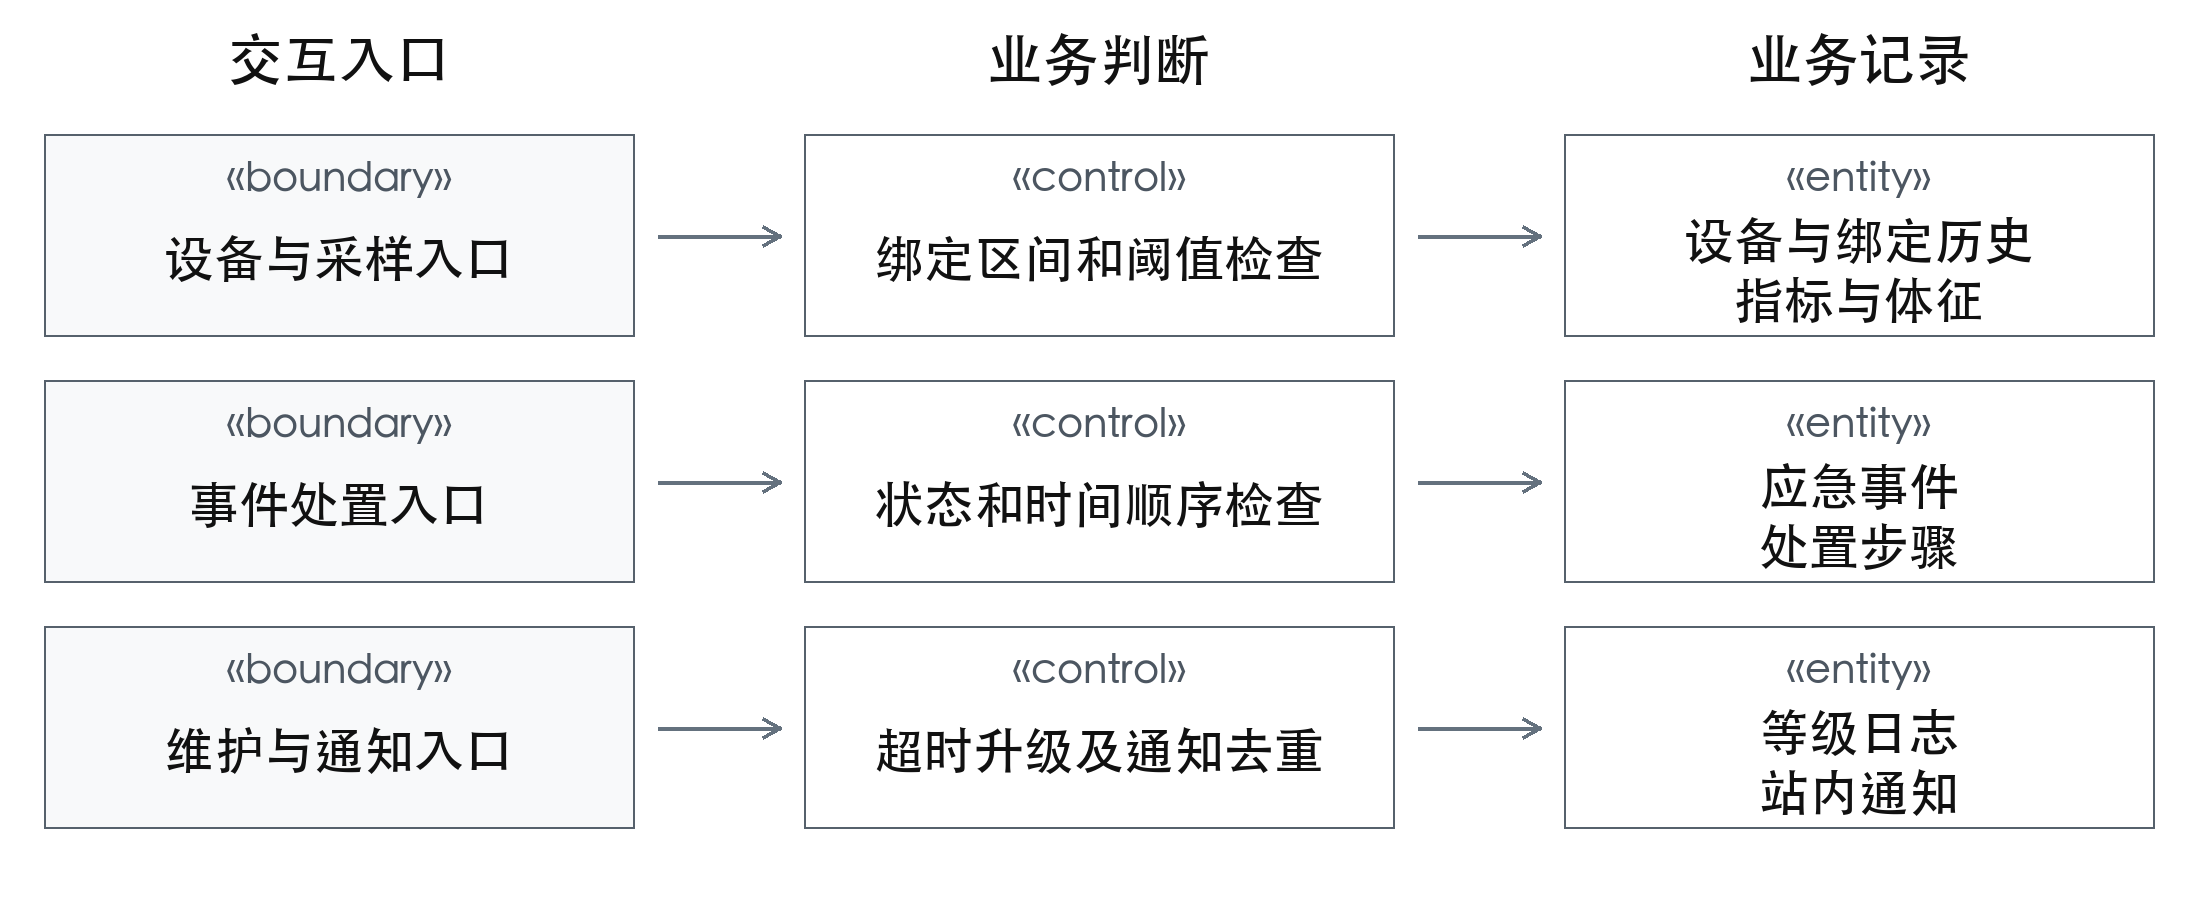 交互入口
业务判断
业务记录
«boundary»
设备与采样入口
«control»
绑定区间和阈值检查
«entity»
设备与绑定历史
指标与体征
«boundary»
事件处置入口
«control»
状态和时间顺序检查
«entity»
应急事件
处置步骤
«boundary»
维护与通知入口
«control»
超时升级及通知去重
«entity»
等级日志
站内通知